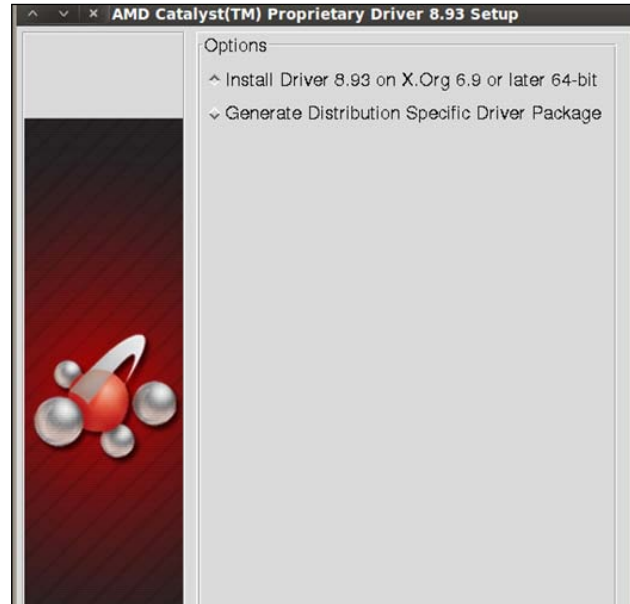 AMD Catalyst(TM) Proprietary Driver 8.93 Setup
Options
Install Driver 8.93 on X.Org 6.9 or later 64-bit
Generate Distribution Specific Driver Package